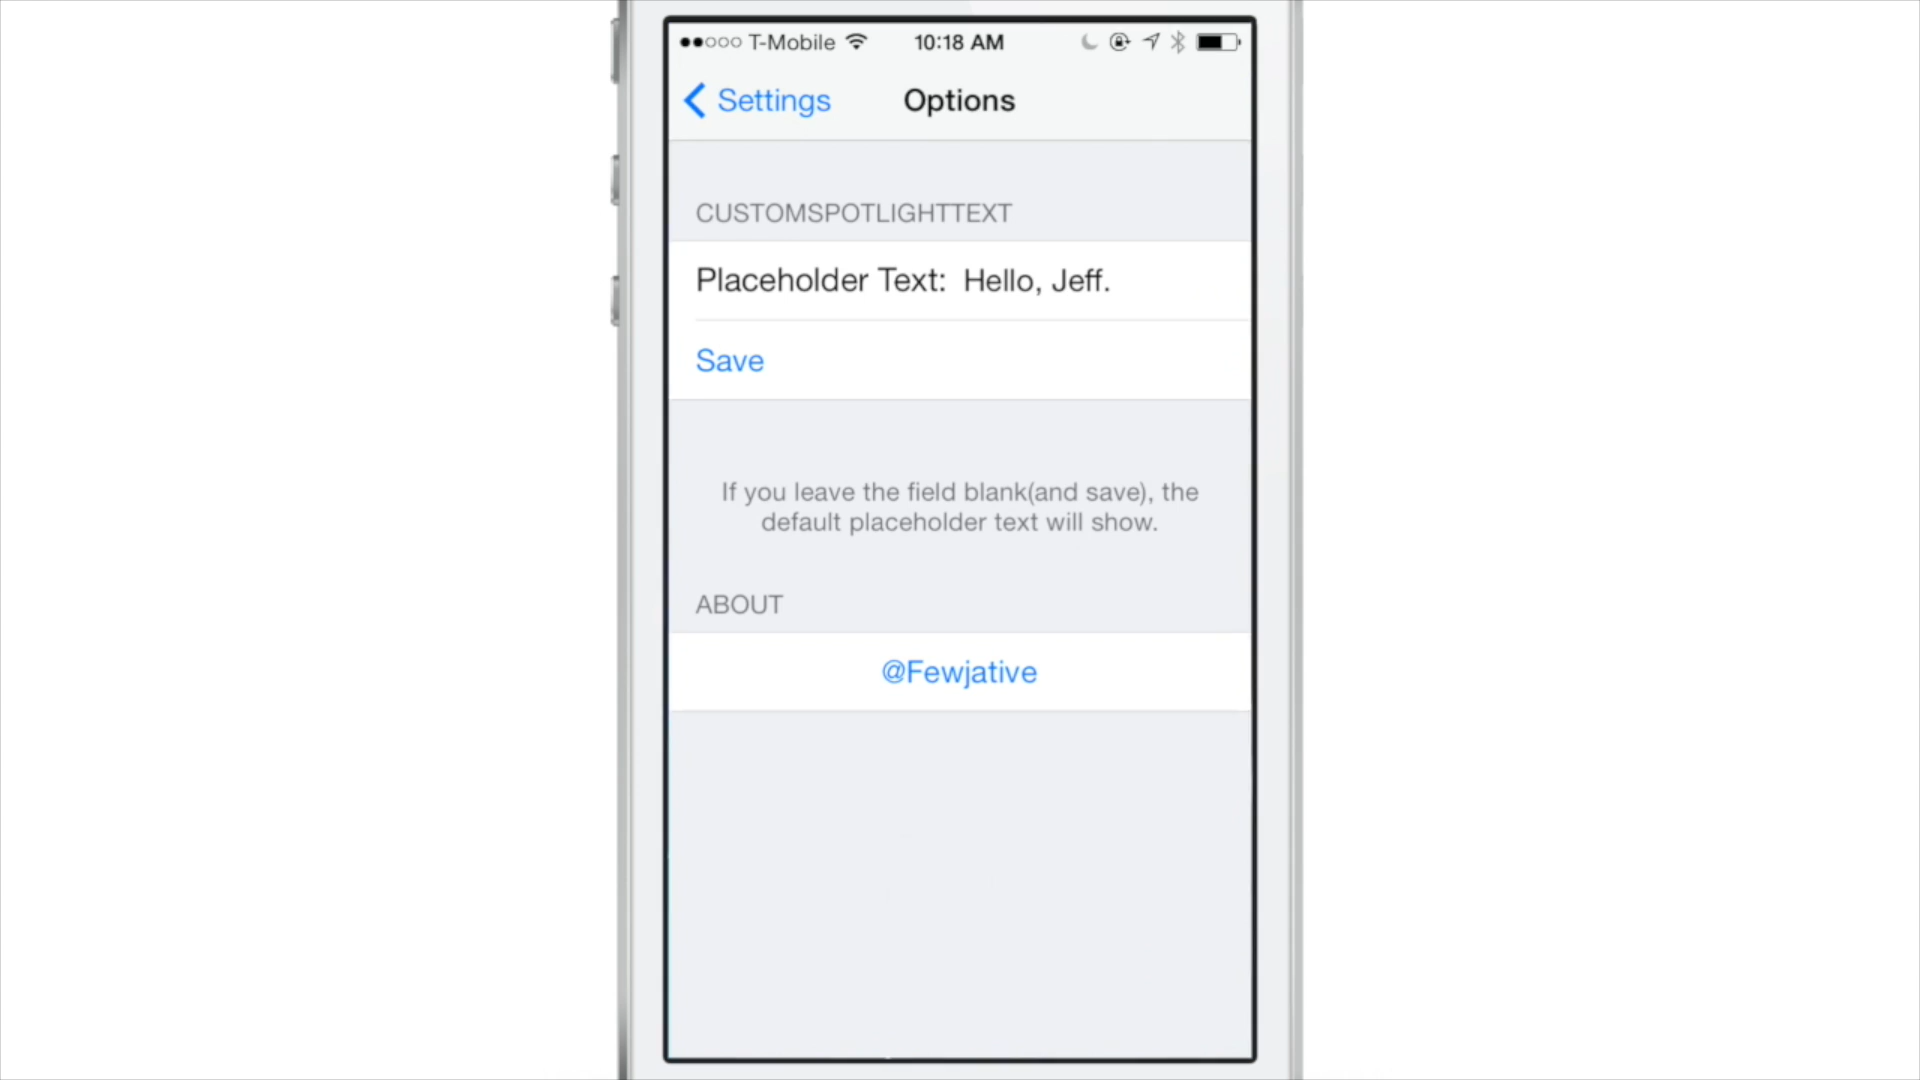 T-Mobile 10:18 AM
Settings Options
CUSTOMSPOTLIGHTTEXT
Placeholder Text: Hello, Jeff.
Save
If you leave the field blank(and save), the
default placeholder text will show.
ABOUT
@Fewjative